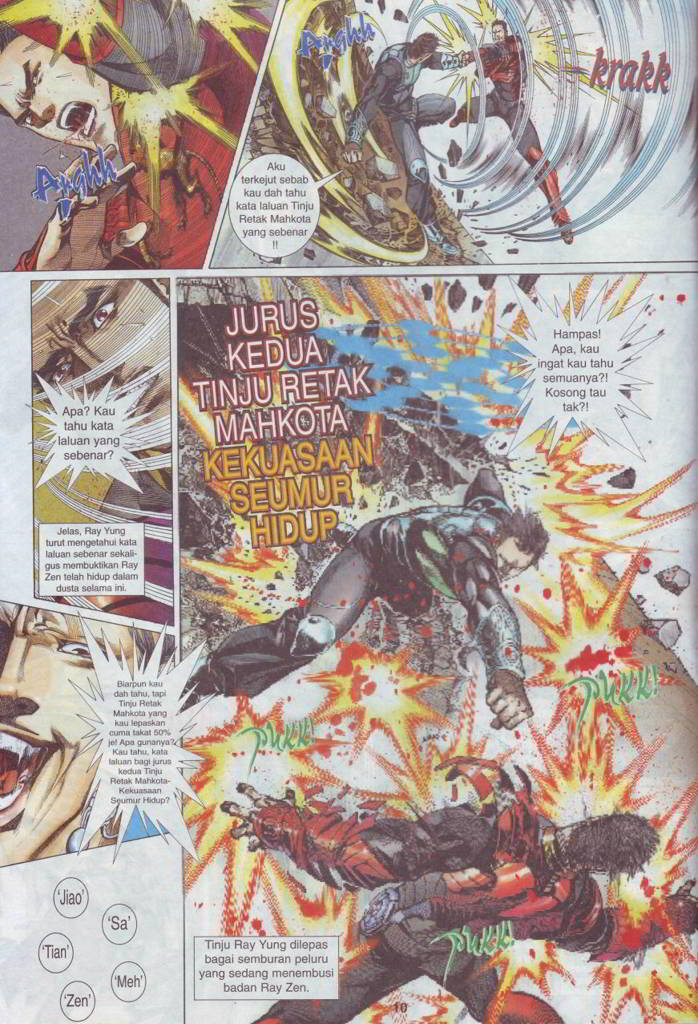 Arghh
Arghh
krakk
Aku
terkejut sebab
kau dah tahu
kata laluan Tinju
Retak Mahkota
yang sebenar
!!
Apa? Kau
tahu kata
laluan yang
sebenar?
Jelas, Ray Yung
turut mengetahui kata
laluan sebenar sekali-
gus membuktikan Ray
Zen telah hidup dalam
dusta selama ini.
JURUS
KEDUA
TINJU RETAK
MAHKOTA
KEKUASAAN
SEUMUR
HIDUP
Hampas!
Apa, kau
ingat kau tahu
semuanya?!
Kosong tau
tak?!
Biarpun kau
dah tahu, tapi
Tinju Retak
Mahkota yang
kau lepaskan
cuma takat 50%
je! Apa gunanya?
Kau tahu, kata
laluan bagi jurus
kedua Tinju
Retak Mahkota-
Kekuasaan
Seumur Hidup?
'Jiao'
'Sa'
'Tian'
'Meh'
'Zen'
PUKK!
PUKK!
PUKK!
Tinju Ray Yung dilepas
bagai semburan peluru
yang sedang menembusi
badan Ray Zen.
10